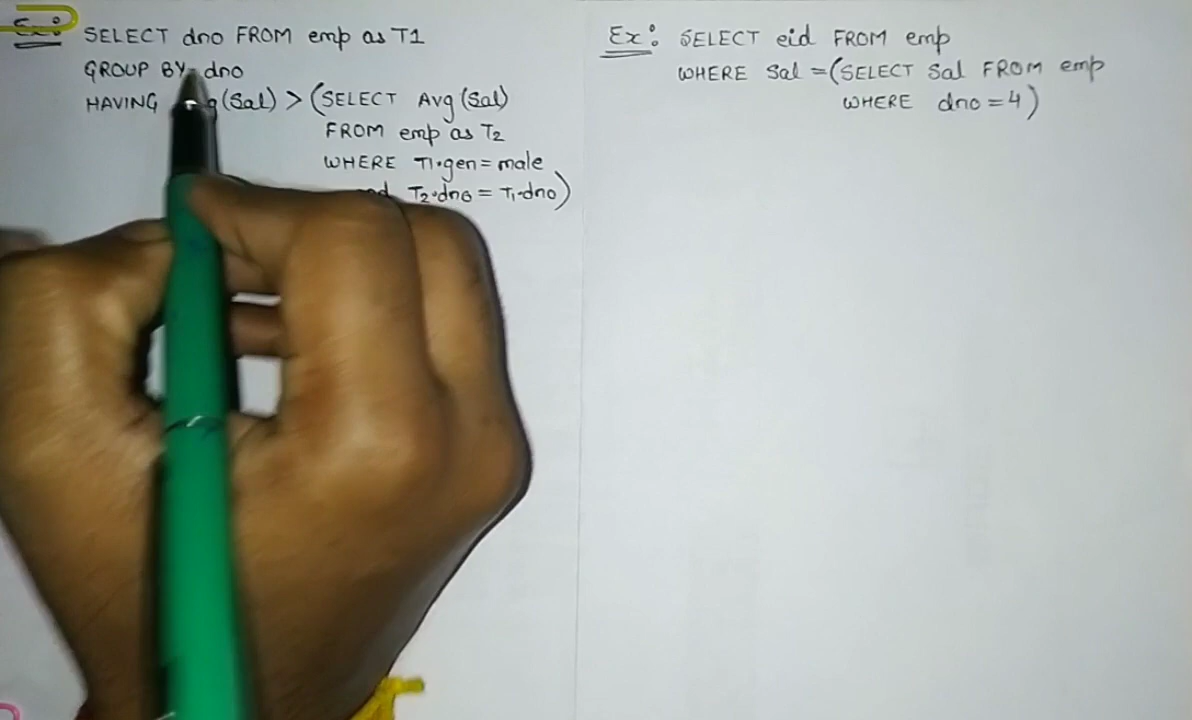 Ex:
SELECT dno FROM emp as T1
GROUP BY dno
HAVING (Sal) > (SELECT Avg (Sal)
FROM emp as T2
WHERE T1.gen = male
T2.dno = T1.dno)
Ex: SELECT eid FROM emp
WHERE Sal = (SELECT Sal FROM emp
WHERE dno = 4)